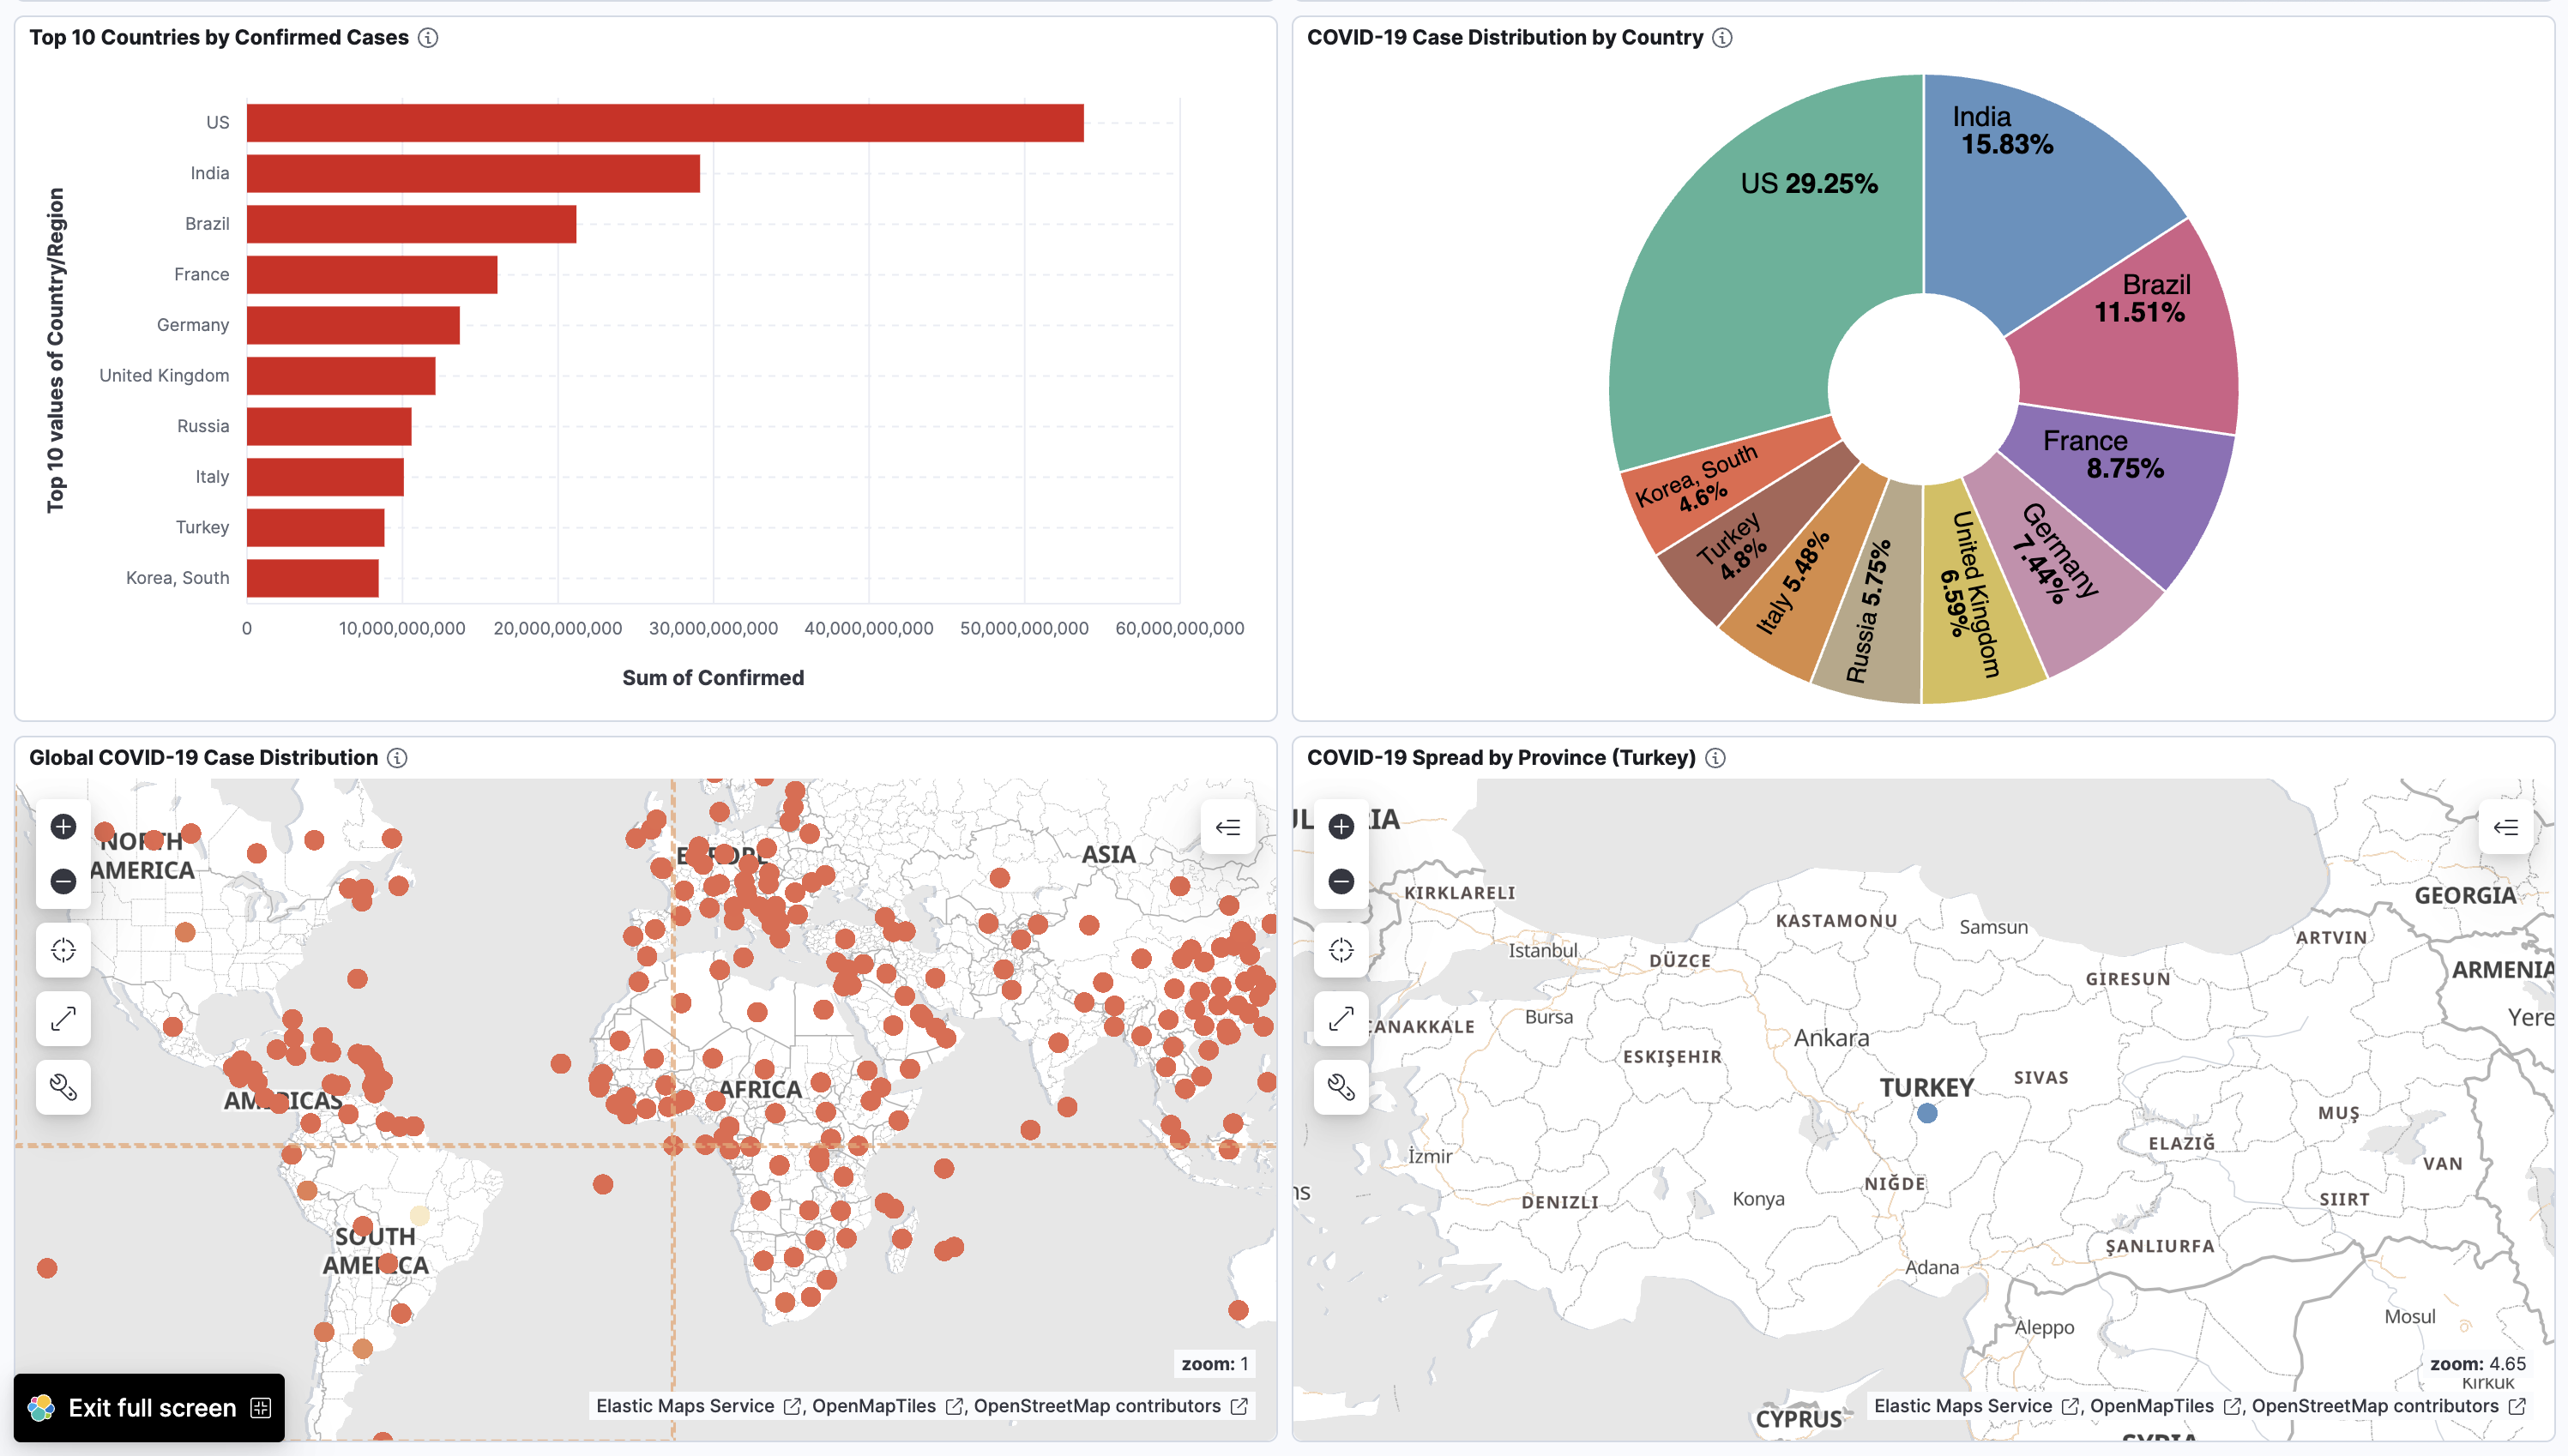 Top 10 Countries by Confirmed Cases
Top 10 values of Country/Region
US
India
Brazil
France
Germany
United Kingdom
Russia
Italy
Turkey
Korea, South
0
10,000,000,000
20,000,000,000
30,000,000,000
40,000,000,000
50,000,000,000
60,000,000,000
Sum of Confirmed
COVID-19 Case Distribution by Country
India
15.83%
US 29.25%
Brazil
11.51%
France
8.75%
Korea, South
4.6%
Turkey
4.8%
Italy 5.48%
Russia 5.75%
United Kingdom
6.59%
Germany
7.44%
Global COVID-19 Case Distribution
NORTH
AMERICA
EUROPE
ASIA
AFRICA
AMERICAS
SOUTH
AMERICA
zoom: 1
Exit full screen
Elastic Maps Service , OpenMapTiles , OpenStreetMap contributors
COVID-19 Spread by Province (Turkey)
KIRKLARELI
GEORGIA
KASTAMONU
Samsun
ARTVIN
Istanbul
DÜZCE
ARMENIA
GIRESUN
Bursa
Yere
ANAKKALE
Ankara
ESKIŞEHIR
TURKEY
SIVAS
MUŞ
ELAZIĞ
İzmir
VAN
NIĞDE
DENIZLI
Konya
SIIRT
ŞANLIURFA
Adana
Mosul
Aleppo
zoom: 4.65
Kirkuk
Elastic Maps Service , OpenMapTiles , OpenStreetMap contributors
CYPRUS
SYRIA